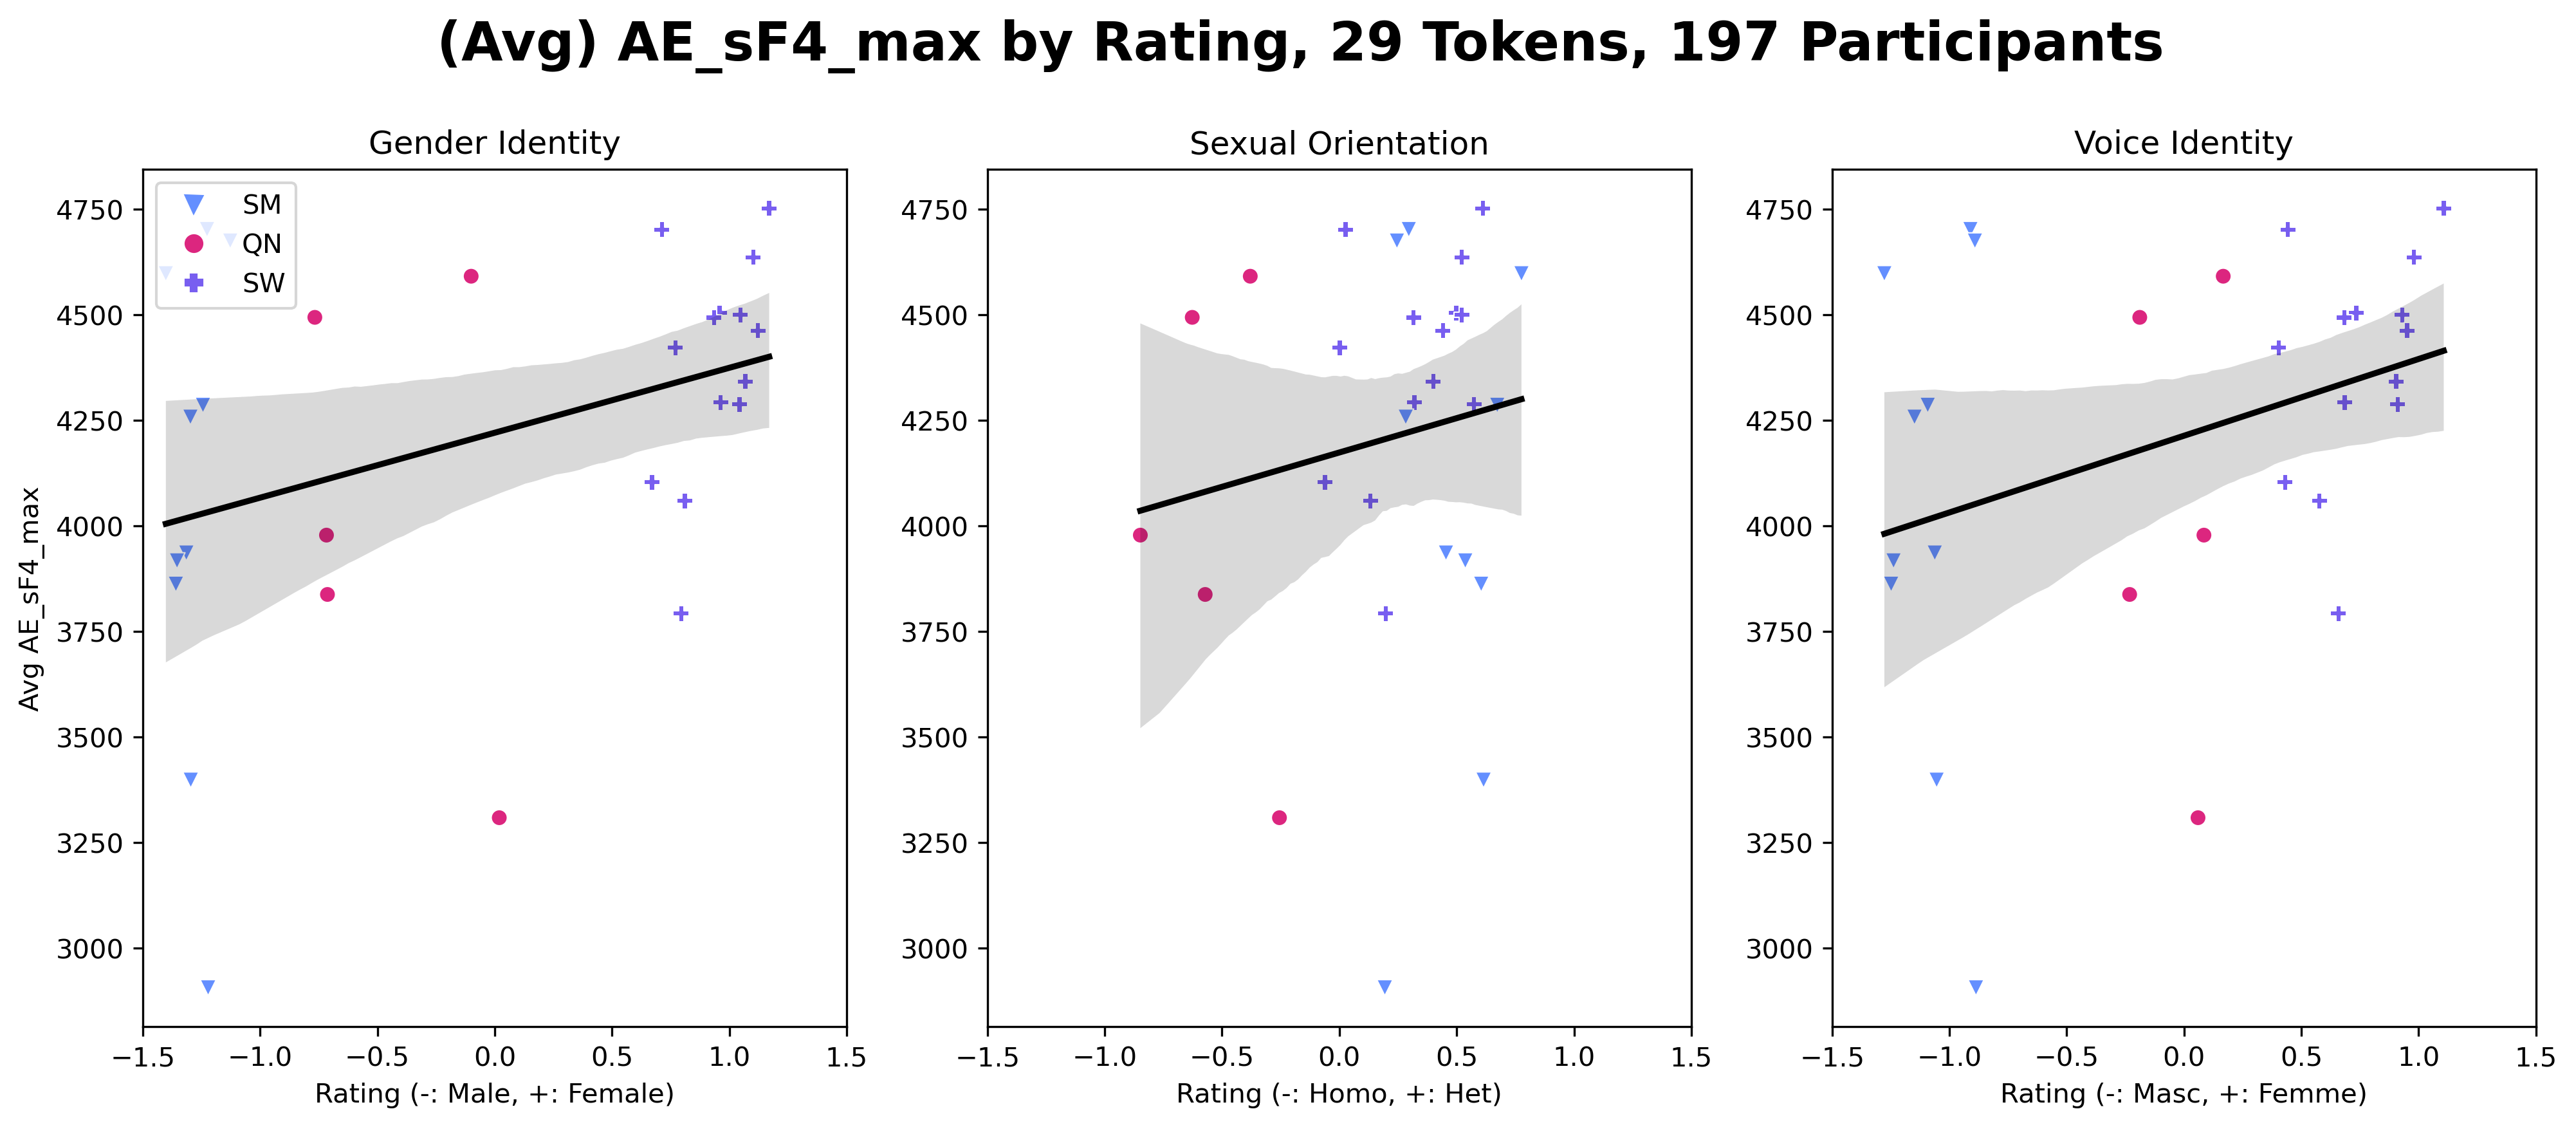 (Avg) AE_sF4_max by Rating, 29 Tokens, 197 Participants
Gender Identity
SM
QN
SW
4750
4500
4250
4000
3750
3500
3250
3000
Avg AE_sF4_max
−1.5 −1.0 −0.5 0.0 0.5 1.0 1.5
Rating (-: Male, +: Female)
Sexual Orientation
4750
4500
4250
4000
3750
3500
3250
3000
−1.5 −1.0 −0.5 0.0 0.5 1.0 1.5
Rating (-: Homo, +: Het)
Voice Identity
4750
4500
4250
4000
3750
3500
3250
3000
−1.5 −1.0 −0.5 0.0 0.5 1.0 1.5
Rating (-: Masc, +: Femme)